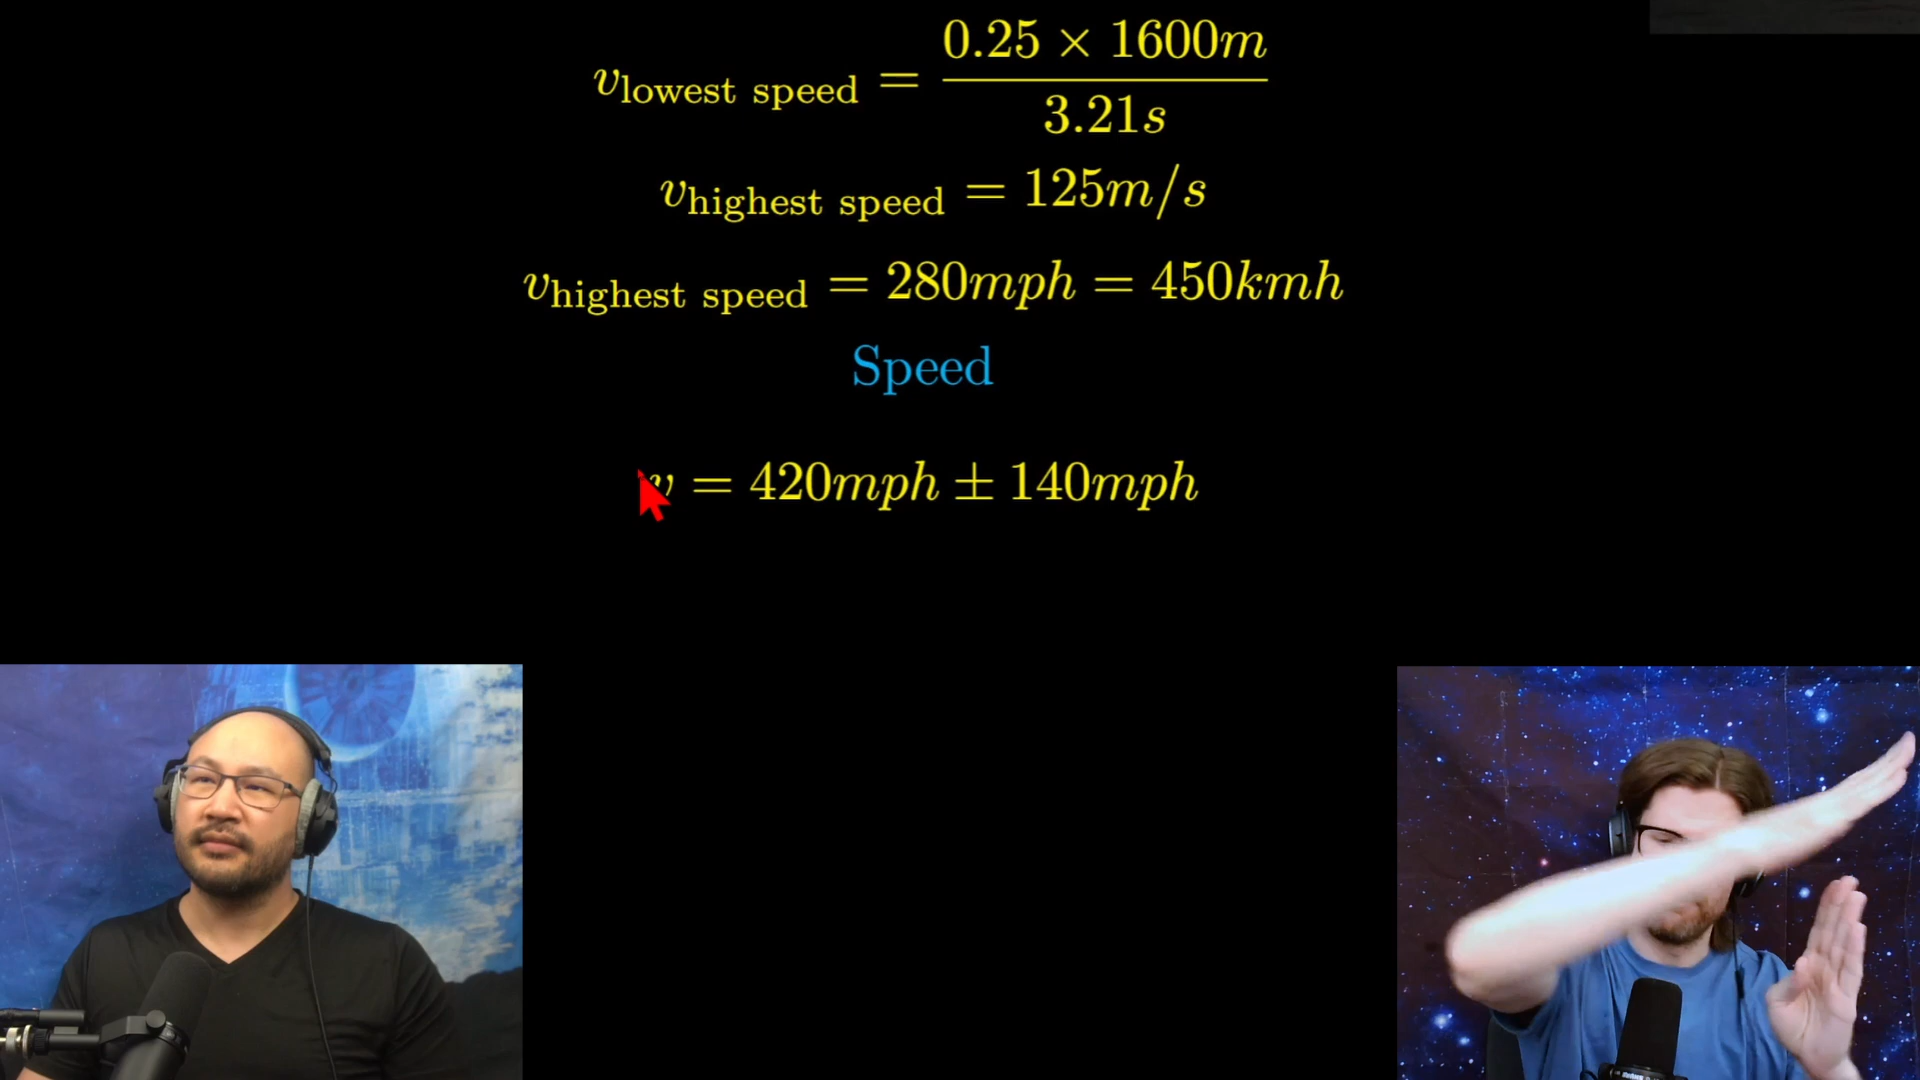 v_lowest speed = 0.25 × 1600m / 3.21s
v_highest speed = 125m/s
v_highest speed = 280mph = 450kmh
Speed
v = 420mph ± 140mph